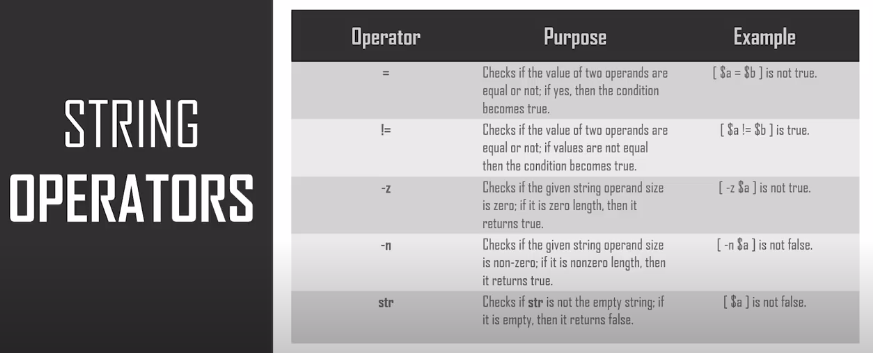 STRING
OPERATORS
Operator Purpose Example
= Checks if the value of two operands are [ $a = $b ] is not true.
equal or not; if yes, then the condition
becomes true.
!= Checks if the value of two operands are [ $a != $b ] is true.
equal or not; if values are not equal
then the condition becomes true.
-z Checks if the given string operand size [ -z $a ] is not true.
is zero; if it is zero length, then it
returns true.
-n Checks if the given string operand size [ -n $a ] is not false.
is non-zero; if it is nonzero length, then
it returns true.
str Checks if str is not the empty string; if [ $a ] is not false.
it is empty, then it returns false.